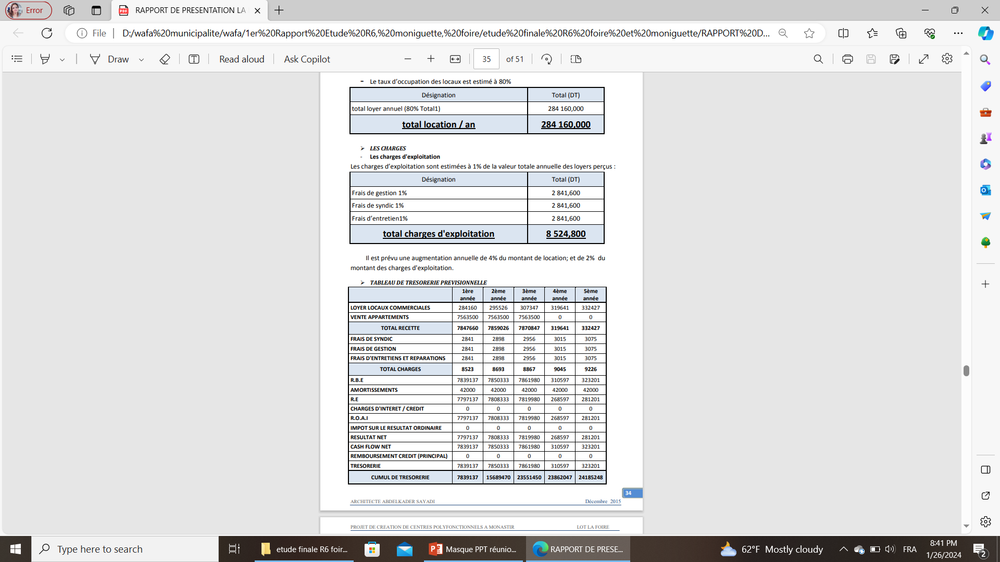 Error
RAPPORT DE PRESENTATION LA
File
D:/wafa%20municipalite/wafa/1er%20Rapport%20Etude%20R6,%20moniguette,%20foire/etude%20finale%20R6%20foire%20et%20moniguette/RAPPORT%20D...
Draw
Read aloud
Ask Copilot
35 of 51
- Le taux d’occupation des locaux est estimé à 80%
Désignation Total (DT)
total loyer annuel (80% Total1) 284 160,000
total location / an 284 160,000
➢ LES CHARGES
- Les charges d'exploitation
Les charges d’exploitation sont estimées à 1% de la valeur totale annuelle des loyers perçus :
Désignation Total (DT)
Frais de gestion 1% 2 841,600
Frais de syndic 1% 2 841,600
Frais d’entretien1% 2 841,600
total charges d'exploitation 8 524,800
Il est prévu une augmentation annuelle de 4% du montant de location; et de 2% du
montant des charges d'exploitation.
➢ TABLEAU DE TRESORERIE PREVISIONNELLE
1ère année 2ème année 3ème année 4ème année 5ème année
LOYER LOCAUX COMMERCIALES 284160 295526 307347 319641 332427
VENTE APPARTEMENTS 7563500 7563500 7563500 0 0
TOTAL RECETTE 7847660 7859026 7870847 319641 332427
FRAIS DE SYNDIC 2841 2898 2956 3015 3075
FRAIS DE GESTION 2841 2898 2956 3015 3075
FRAIS D'ENTRETIENS ET REPARATIONS 2841 2898 2956 3015 3075
TOTAL CHARGES 8523 8693 8867 9045 9226
R.B.E 7839137 7850333 7861980 310597 323201
AMORTISSEMENTS 42000 42000 42000 42000 42000
R.E 7797137 7808333 7819980 268597 281201
CHARGES D'INTERET / CREDIT 0 0 0 0 0
R.O.A.I 7797137 7808333 7819980 268597 281201
IMPOT SUR LE RESULTAT ORDINAIRE 0 0 0 0 0
RESULTAT NET 7797137 7808333 7819980 268597 281201
CASH FLOW NET 7839137 7850333 7861980 310597 323201
REMBOURSEMENT CREDIT (PRINCIPAL) 0 0 0 0 0
TRESORERIE 7839137 7850333 7861980 310597 323201
CUMUL DE TRESORERIE 7839137 15689470 23551450 23862047 24185248
34
ARCHITECTE ABDELKADER SAYADI Décembre 2015
PROJET DE CREATION DE CENTRES POLYFONCTIONNELS A MONASTIR LOT LA FOIRE
Type here to search
etude finale R6 foir...
Masque PPT réunio...
RAPPORT DE PRESE...
62°F Mostly cloudy
FRA
8:41 PM
1/26/2024
2